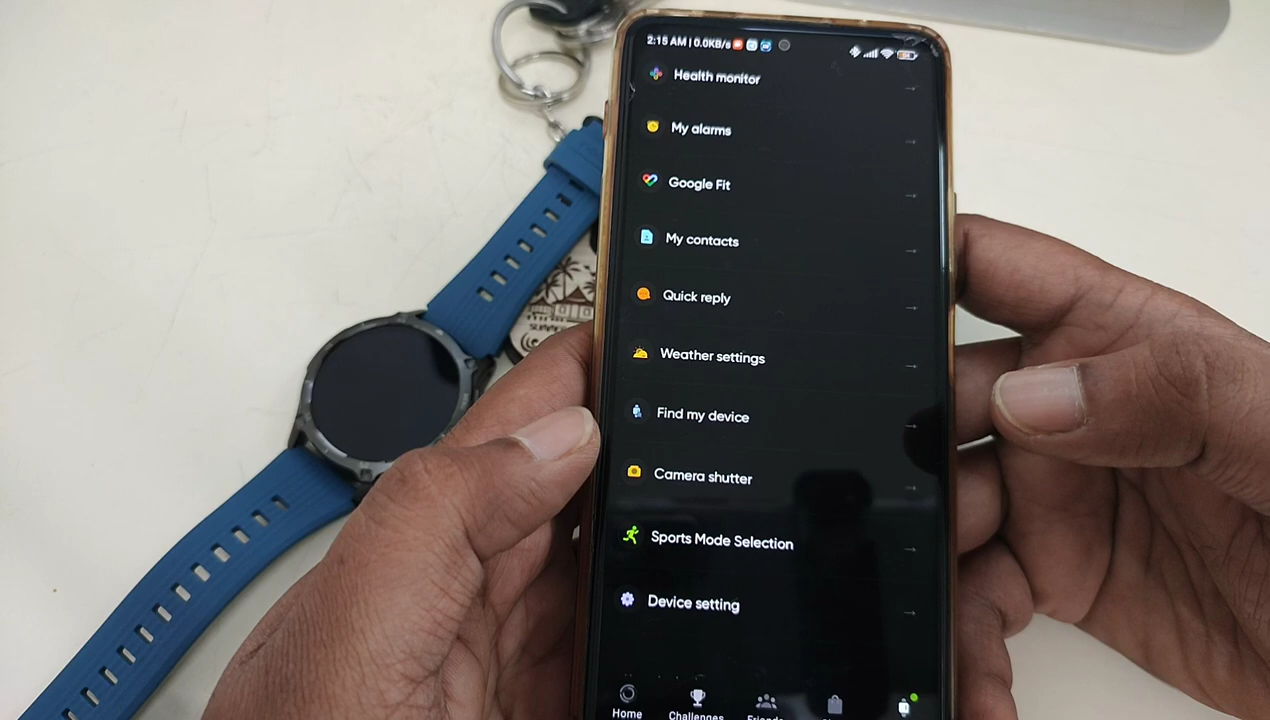 2:15 AM | 0.0KB/s
Health monitor
My alarms
Google Fit
My contacts
Quick reply
Weather settings
Find my device
Camera shutter
Sports Mode Selection
Device setting
Home
Challenges
Friends